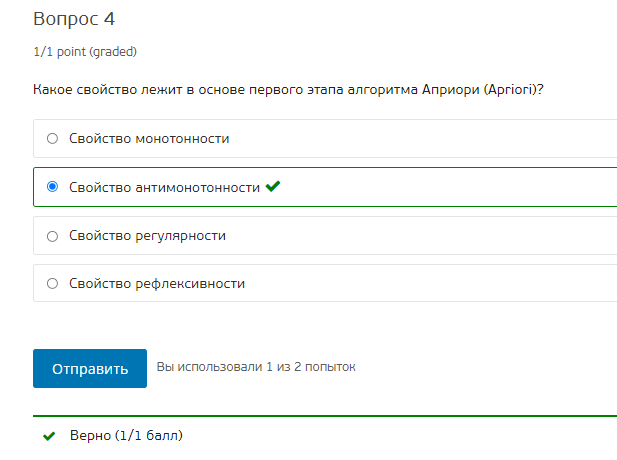 Вопрос 4
1/1 point (graded)
Какое свойство лежит в основе первого этапа алгоритма Априори (Apriori)?
Свойство монотонности
Свойство антимонотонности
Свойство регулярности
Свойство рефлексивности
Отправить
Вы использовали 1 из 2 попыток
Верно (1/1 балл)